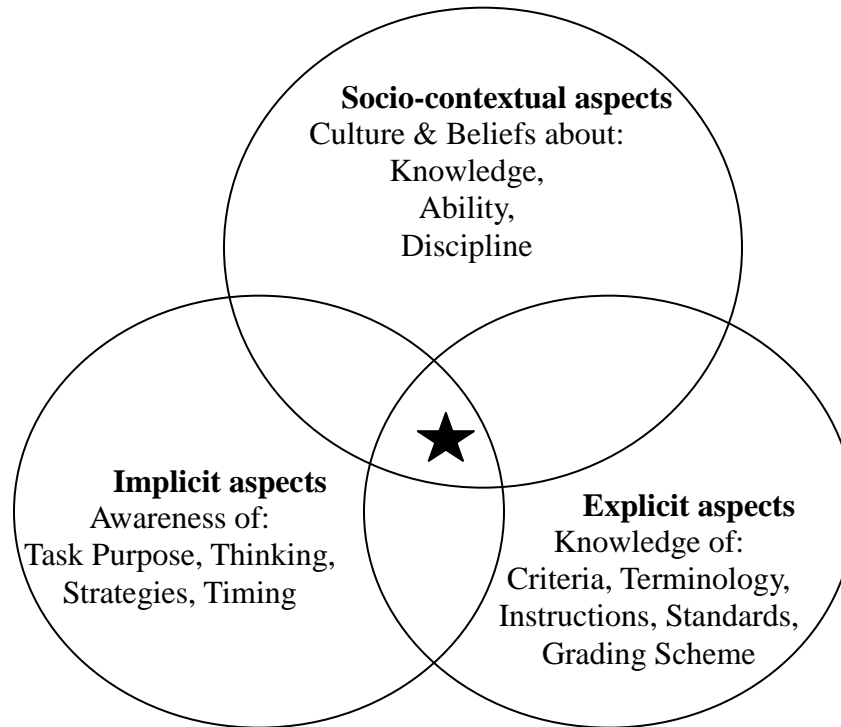 Socio-contextual aspects
Culture & Beliefs about:
Knowledge,
Ability,
Discipline
Implicit aspects
Awareness of:
Task Purpose, Thinking,
Strategies, Timing
Explicit aspects
Knowledge of:
Criteria, Terminology,
Instructions, Standards,
Grading Scheme